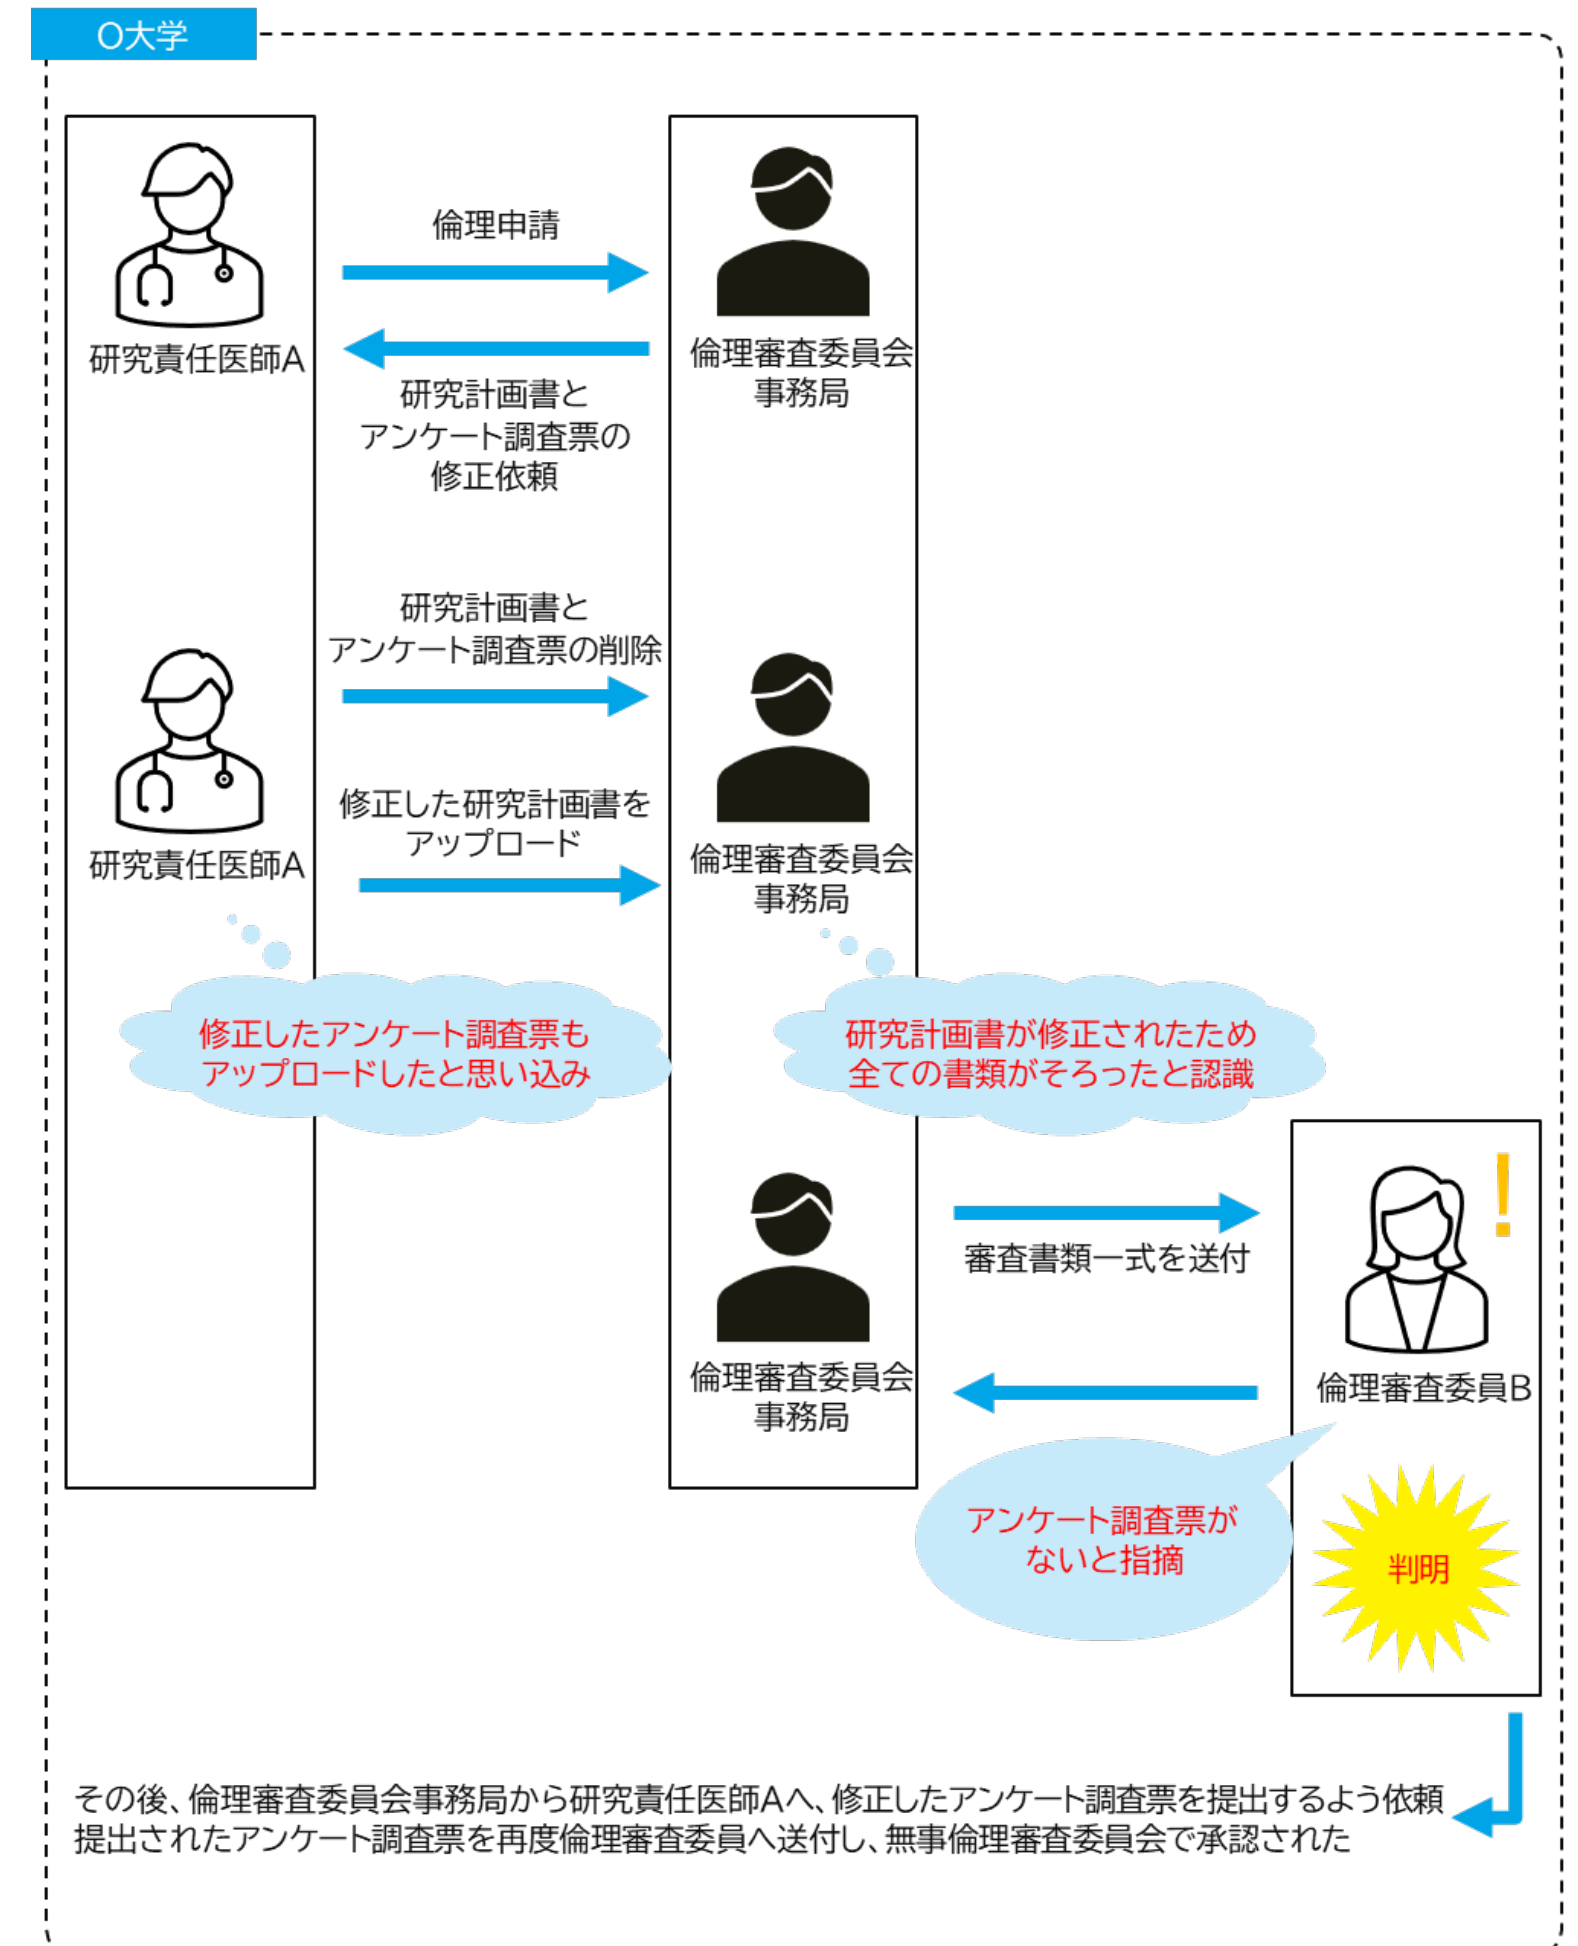 O大学
倫理申請
研究責任医師A
倫理審査委員会
事務局
研究計画書と
アンケート調査票の
修正依頼
研究計画書と
アンケート調査票の削除
修正した研究計画書を
アップロード
研究責任医師A
倫理審査委員会
事務局
修正したアンケート調査票も
アップロードしたと思い込み
研究計画書が修正されたため
全ての書類がそろったと認識
!
審査書類一式を送付
倫理審査委員会
事務局
倫理審査委員B
アンケート調査票が
ないと指摘
判明
その後、倫理審査委員会事務局から研究責任医師Aへ、修正したアンケート調査票を提出するよう依頼
提出されたアンケート調査票を再度倫理審査委員へ送付し、無事倫理審査委員会で承認された